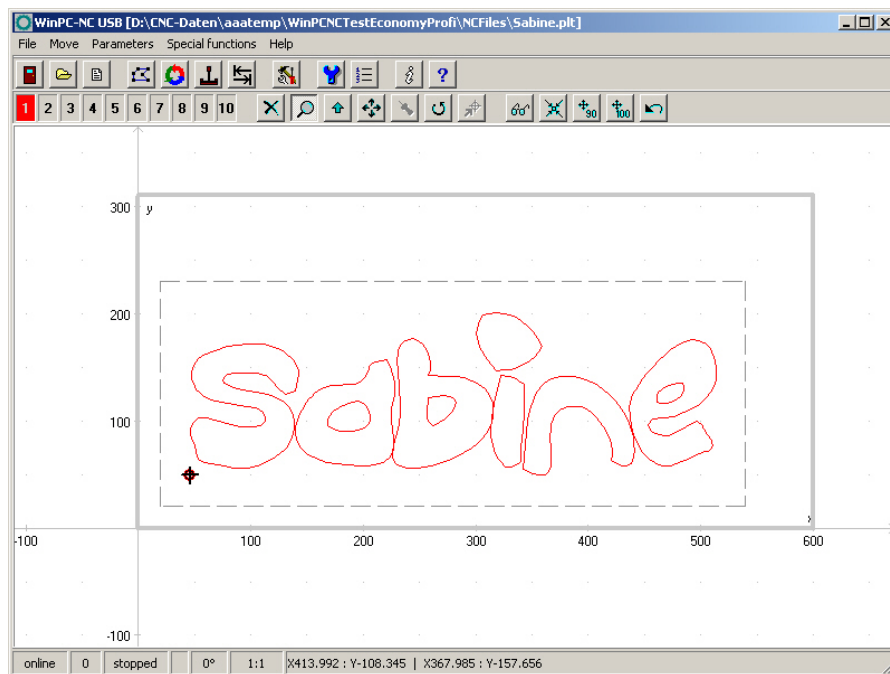 WinPC-NC USB [D:\CNC-Daten\aaatemp\WinPCNCTestEconomyProfi\NCFiles\Sabine.plt]
File Move Parameters Special functions Help
1 2 3 4 5 6 7 8 9 10 90 100
300 y
200
Sabine
100
x
-100 100 200 300 400 500 600
-100
online 0 stopped 0° 1:1 X413.992 : Y-108.345 | X367.985 : Y-157.656